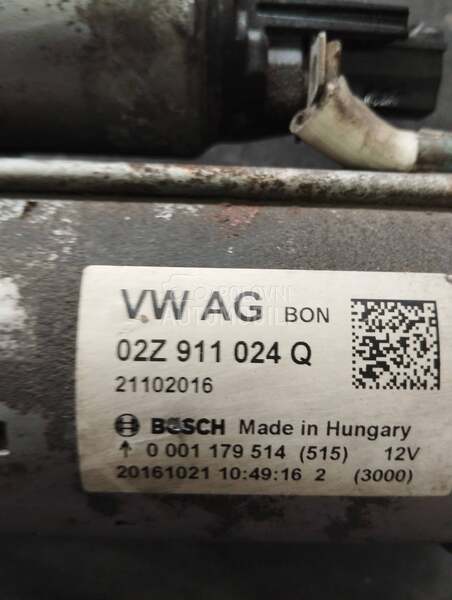 VW AG BON
02Z 911 024 Q
21102016
BOSCH Made in Hungary
↑ 0 001 179 514 (515) 12V
20161021 10:49:16 2 (3000)